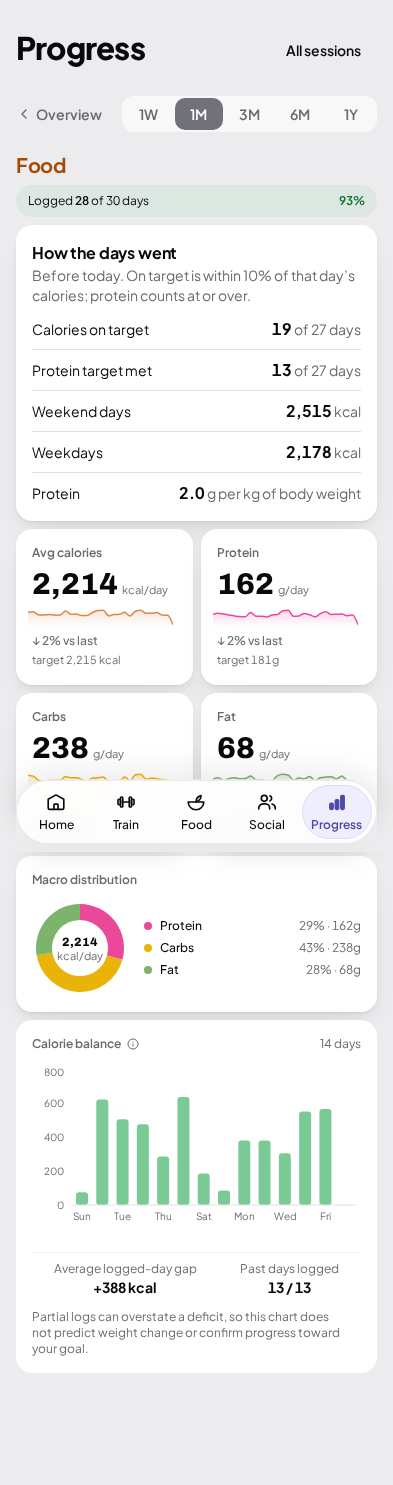 Progress
All sessions
Overview
1W
1M
3M
6M
1Y
Food
Logged 28 of 30 days
93%
How the days went
Before today. On target is within 10% of that day's
calories; protein counts at or over.
Calories on target
19 of 27 days
Protein target met
13 of 27 days
Weekend days
2,515 kcal
Weekdays
2,178 kcal
Protein
2.0 g per kg of body weight
Avg calories
2,214 kcal/day
↓ 2% vs last
target 2,215 kcal
Protein
162 g/day
↓ 2% vs last
target 181g
Carbs
238 g/day
Fat
68 g/day
Home
Train
Food
Social
Progress
Macro distribution
2,214
kcal/day
Protein
29% · 162g
Carbs
43% · 238g
Fat
28% · 68g
Calorie balance
14 days
800
600
400
200
0
Sun
Tue
Thu
Sat
Mon
Wed
Fri
Average logged-day gap
+388 kcal
Past days logged
13 / 13
Partial logs can overstate a deficit, so this chart does
not predict weight change or confirm progress toward
your goal.